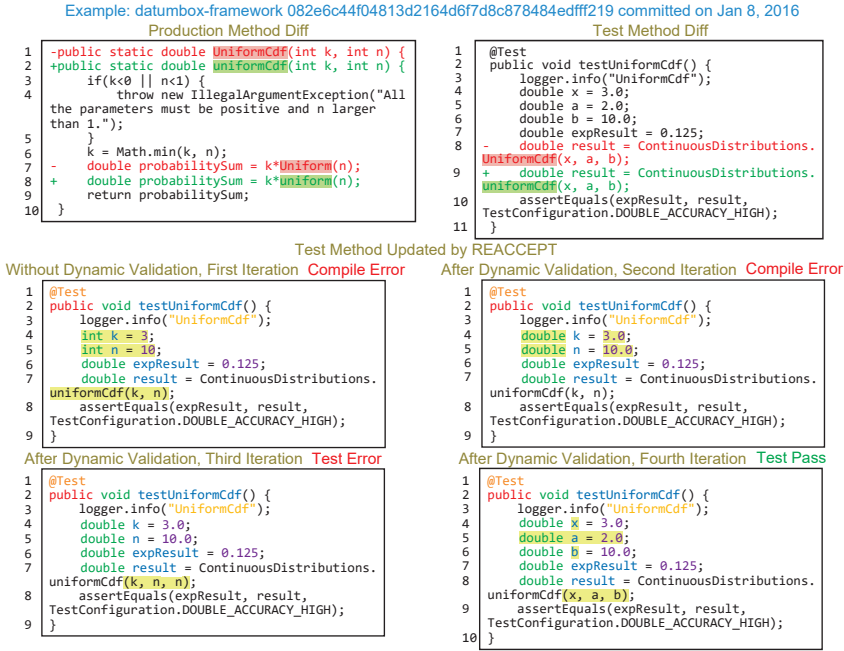 Example: datumbox-framework 082e6c44f04813d2164d6f7d8c878484edfff219 committed on Jan 8, 2016
Production Method Diff
1 -public static double UniformCdf(int k, int n) {
2 +public static double uniformCdf(int k, int n) {
3 if(k<0 || n<1) {
4 throw new IllegalArgumentException("All
the parameters must be positive and n larger
than 1.");
5 }
6 k = Math.min(k, n);
7 - double probabilitySum = k*Uniform(n);
8 + double probabilitySum = k*uniform(n);
9 return probabilitySum;
10 }
Test Method Diff
1 @Test
2 public void testUniformCdf() {
3 logger.info("UniformCdf");
4 double x = 3.0;
5 double a = 2.0;
6 double b = 10.0;
7 double expResult = 0.125;
8 - double result = ContinuousDistributions.
UniformCdf(x, a, b);
9 + double result = ContinuousDistributions.
uniformCdf(x, a, b);
10 assertEquals(expResult, result,
TestConfiguration.DOUBLE_ACCURACY_HIGH);
11 }
Test Method Updated by REACCEPT
Without Dynamic Validation, First Iteration Compile Error
1 @Test
2 public void testUniformCdf() {
3 logger.info("UniformCdf");
4 int k = 3;
5 int n = 10;
6 double expResult = 0.125;
7 double result = ContinuousDistributions.
uniformCdf(k, n);
8 assertEquals(expResult, result,
TestConfiguration.DOUBLE_ACCURACY_HIGH);
9 }
After Dynamic Validation, Second Iteration Compile Error
1 @Test
2 public void testUniformCdf() {
3 logger.info("UniformCdf");
4 double k = 3.0;
5 double n = 10.0;
6 double expResult = 0.125;
7 double result = ContinuousDistributions.
uniformCdf(k, n);
8 assertEquals(expResult, result,
TestConfiguration.DOUBLE_ACCURACY_HIGH);
9 }
After Dynamic Validation, Third Iteration Test Error
1 @Test
2 public void testUniformCdf() {
3 logger.info("UniformCdf");
4 double k = 3.0;
5 double n = 10.0;
6 double expResult = 0.125;
7 double result = ContinuousDistributions.
uniformCdf(k, n, n);
8 assertEquals(expResult, result,
TestConfiguration.DOUBLE_ACCURACY_HIGH);
9 }
After Dynamic Validation, Fourth Iteration Test Pass
1 @Test
2 public void testUniformCdf() {
3 logger.info("UniformCdf");
4 double x = 3.0;
5 double a = 2.0;
6 double b = 10.0;
7 double expResult = 0.125;
8 double result = ContinuousDistributions.
uniformCdf(x, a, b);
9 assertEquals(expResult, result,
TestConfiguration.DOUBLE_ACCURACY_HIGH);
10 }